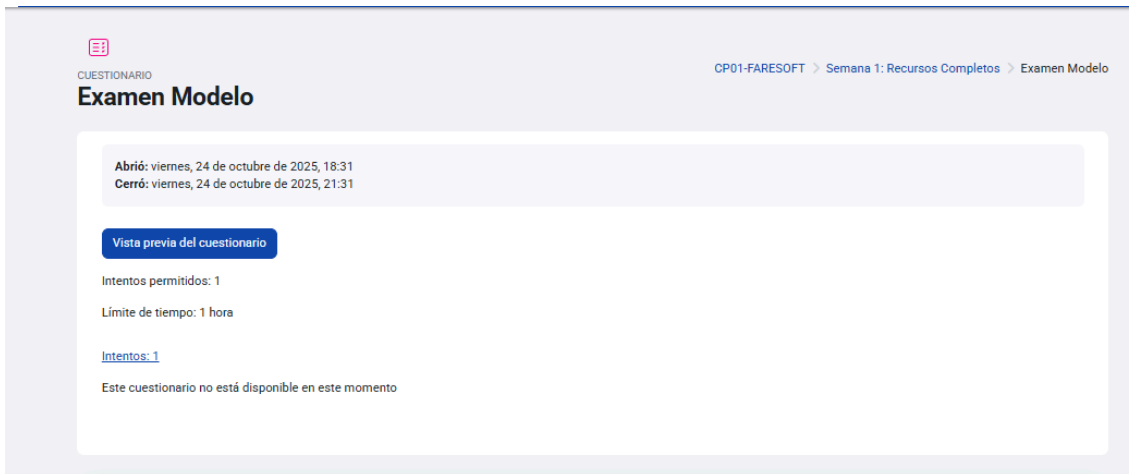 CUESTIONARIO
Examen Modelo
CP01-FARESOFT > Semana 1: Recursos Completos > Examen Modelo
Abrió: viernes, 24 de octubre de 2025, 18:31
Cerró: viernes, 24 de octubre de 2025, 21:31
Vista previa del cuestionario
Intentos permitidos: 1
Límite de tiempo: 1 hora
Intentos: 1
Este cuestionario no está disponible en este momento